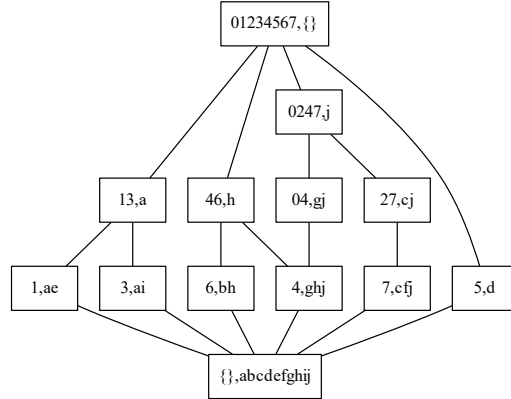 01234567,{}
0247,j
13,a
46,h
04,gj
27,cj
1,ae
3,ai
6,bh
4,ghj
7,cfj
5,d
{},abcdefghij